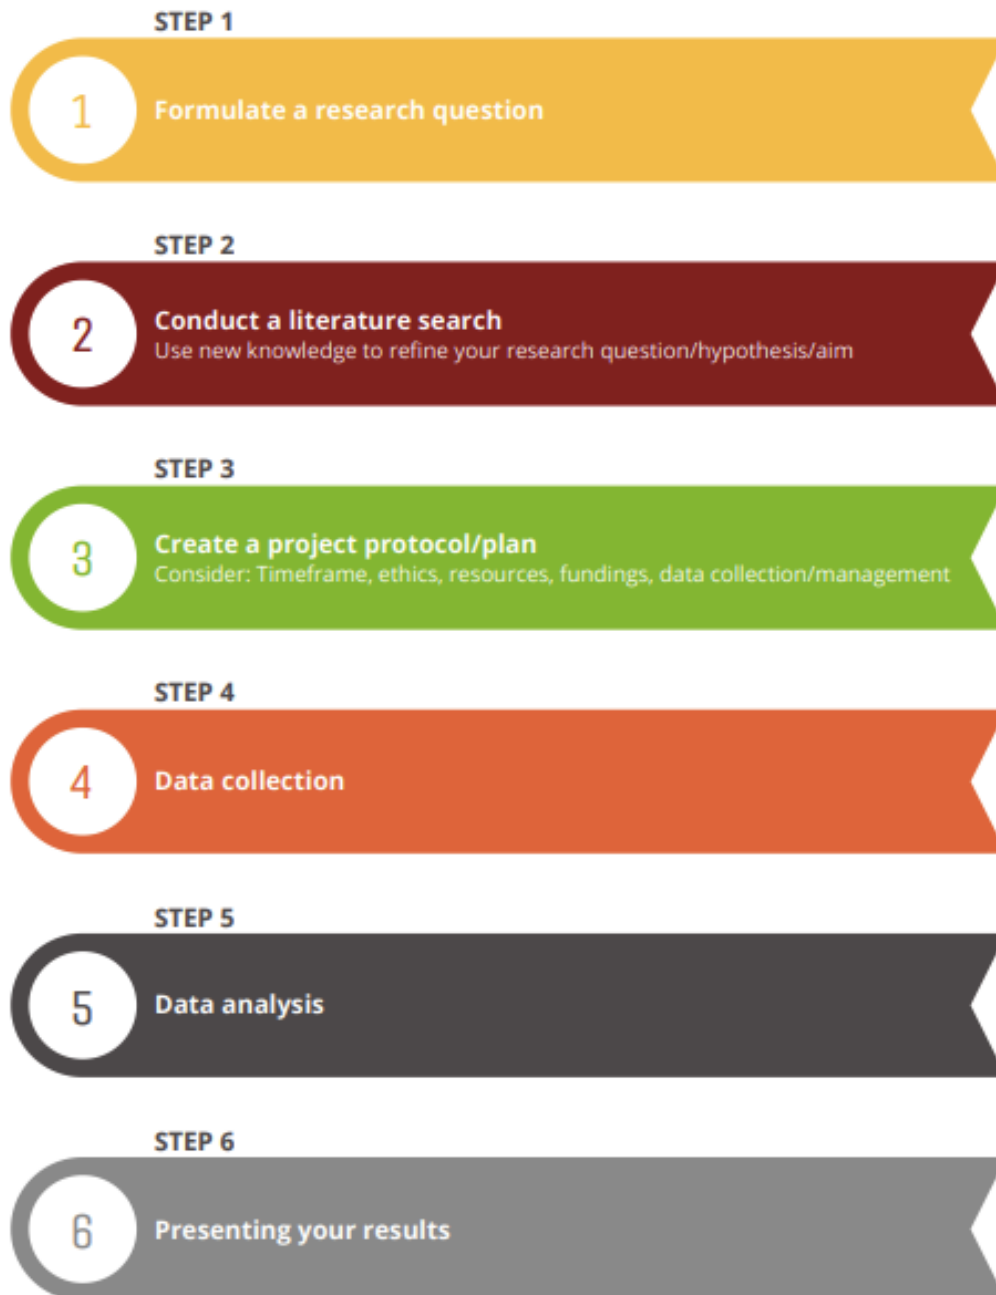 STEP 1
1
Formulate a research question
STEP 2
2
Conduct a literature search
Use new knowledge to refine your research question/hypothesis/aim
STEP 3
3
Create a project protocol/plan
Consider: Timeframe, ethics, resources, fundings, data collection/management
STEP 4
4
Data collection
STEP 5
5
Data analysis
STEP 6
6
Presenting your results